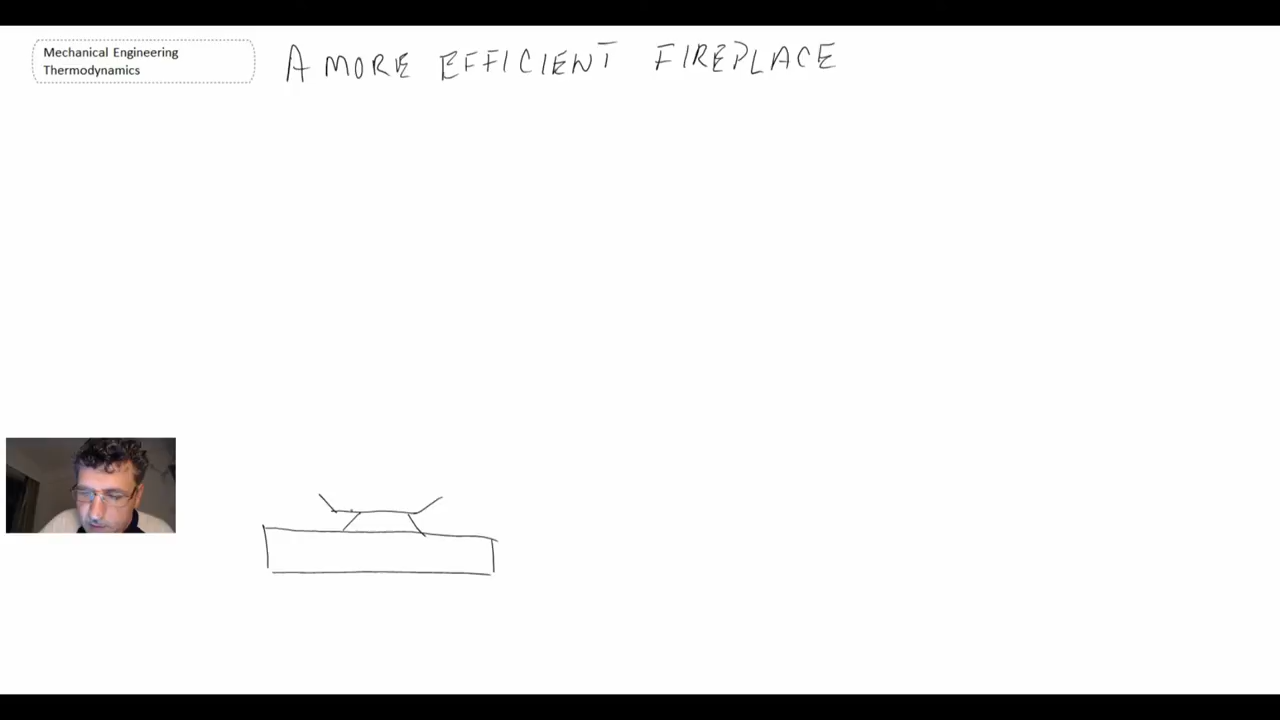 Mechanical Engineering
Thermodynamics
A MORE EFFICIENT FIREPLACE